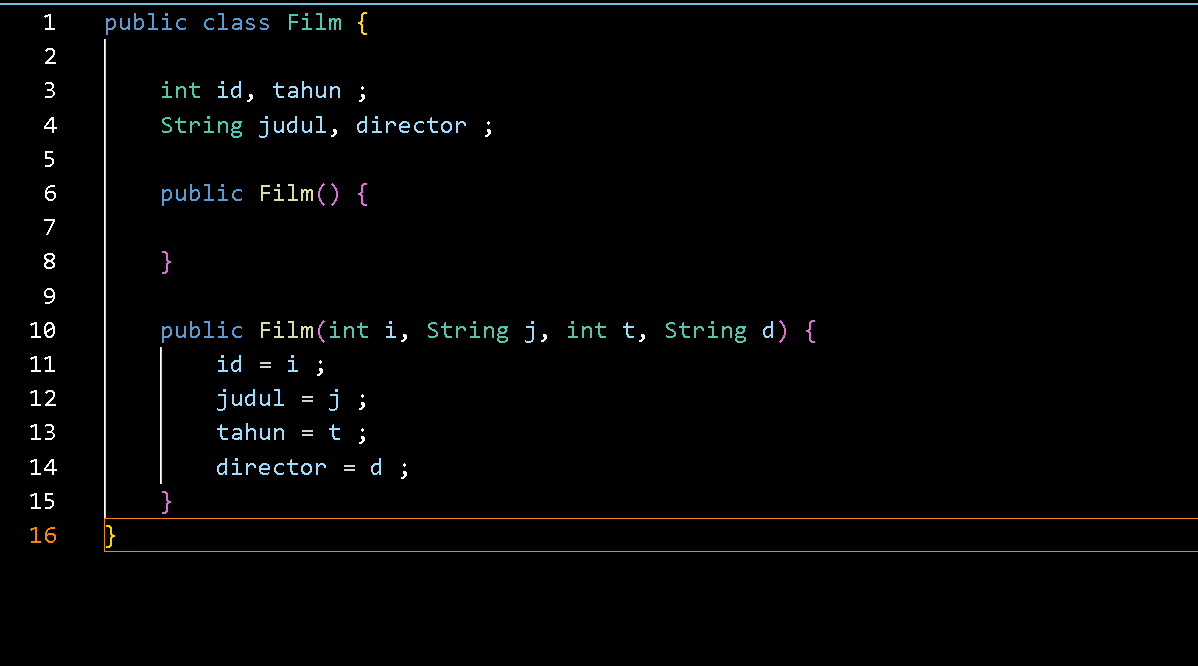 1 public class Film {
2
3 int id, tahun ;
4 String judul, director ;
5
6 public Film() {
7
8 }
9
10 public Film(int i, String j, int t, String d) {
11 id = i ;
12 judul = j ;
13 tahun = t ;
14 director = d ;
15 }
16 }